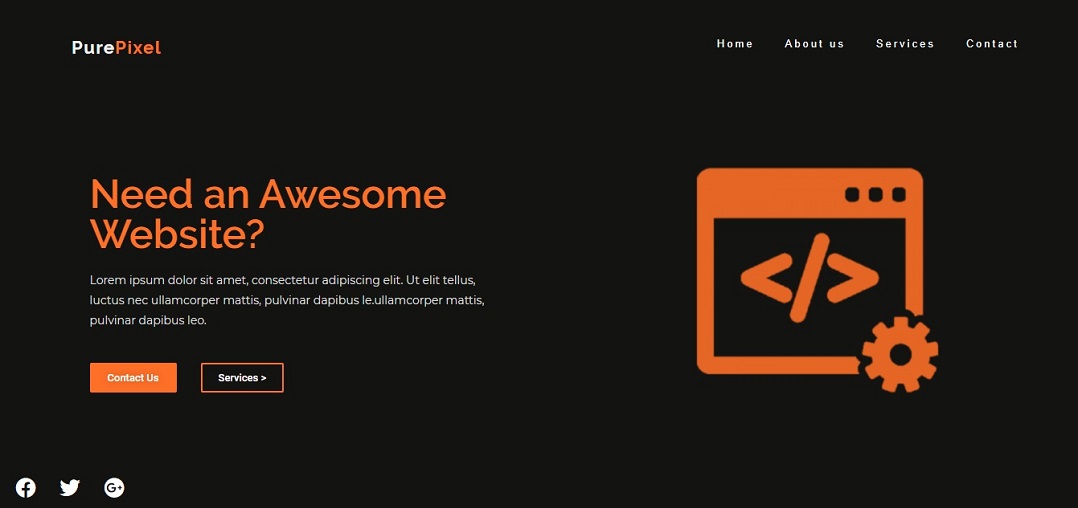 PurePixel
Home About us Services Contact
Need an Awesome
Website?
Lorem ipsum dolor sit amet, consectetur adipiscing elit. Ut elit tellus,
luctus nec ullamcorper mattis, pulvinar dapibus le.ullamcorper mattis,
pulvinar dapibus leo.
Contact Us Services >